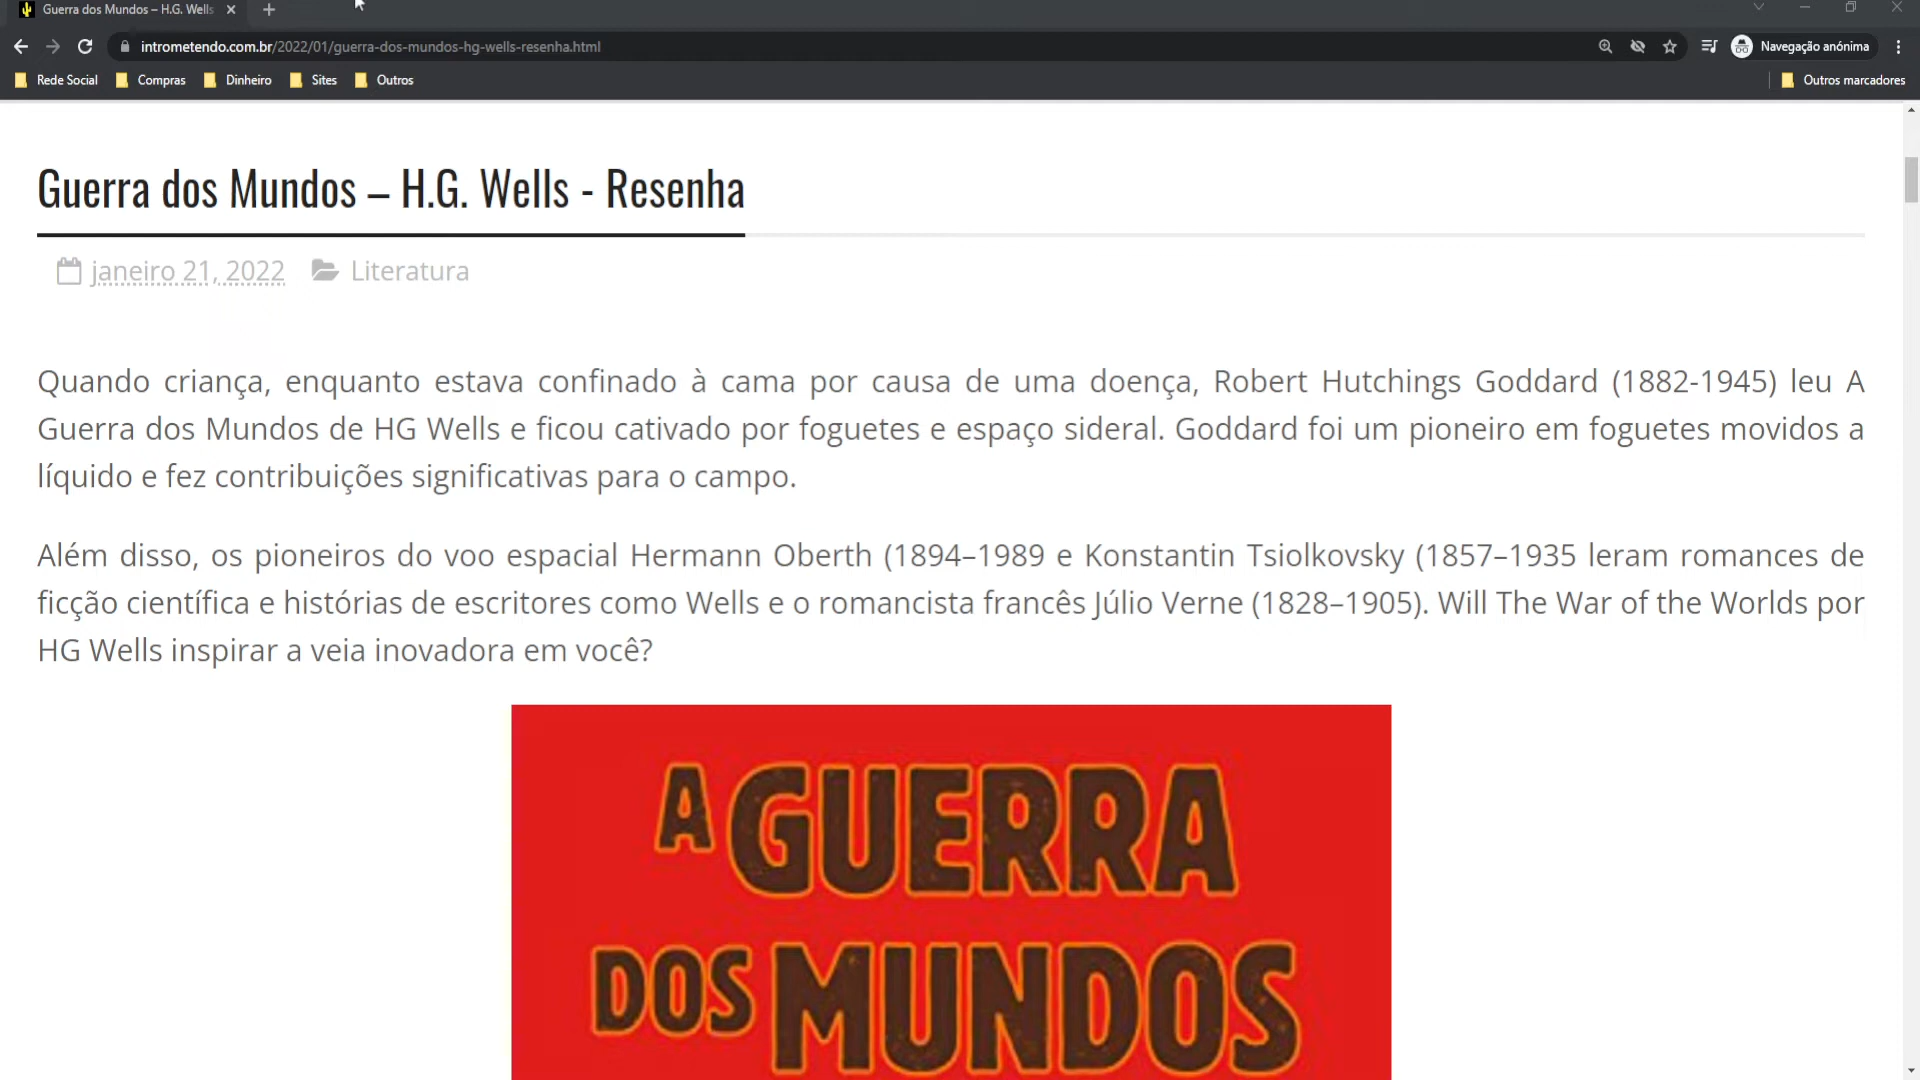 Guerra dos Mundos – H.G. Wells
intrometendo.com.br/2022/01/guerra-dos-mundos-hg-wells-resenha.html
Navegação anónima
Rede Social Compras Dinheiro Sites Outros
Outros marcadores
Guerra dos Mundos – H.G. Wells - Resenha
janeiro 21, 2022 Literatura
Quando criança, enquanto estava confinado à cama por causa de uma doença, Robert Hutchings Goddard (1882-1945) leu A
Guerra dos Mundos de HG Wells e ficou cativado por foguetes e espaço sideral. Goddard foi um pioneiro em foguetes movidos a
líquido e fez contribuições significativas para o campo.
Além disso, os pioneiros do voo espacial Hermann Oberth (1894–1989 e Konstantin Tsiolkovsky (1857–1935 leram romances de
ficção científica e histórias de escritores como Wells e o romancista francês Júlio Verne (1828–1905). Will The War of the Worlds por
HG Wells inspirar a veia inovadora em você?
A GUERRA
DOS MUNDOS